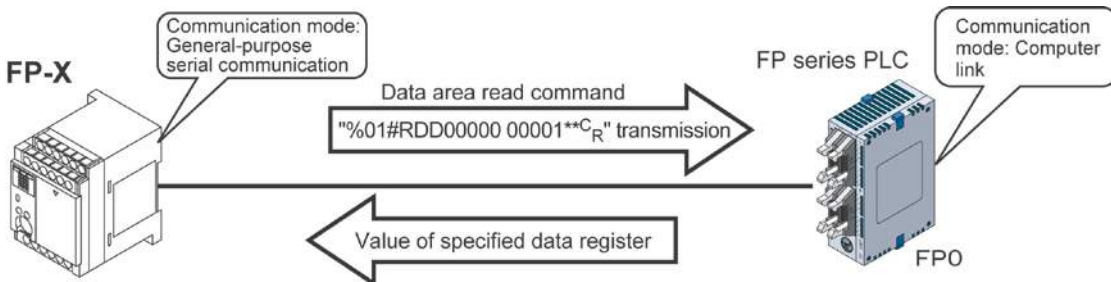 Communication mode:
General-purpose
serial communication
FP-X
Communication
mode: Computer
link
FP series PLC
Data area read command
"%01#RDD00000 00001**CR" transmission
Value of specified data register
FP0